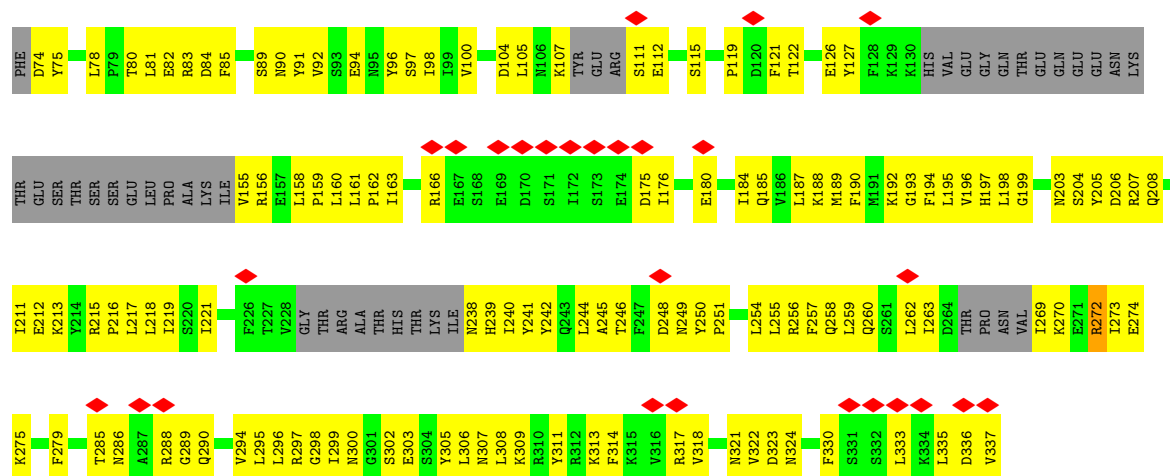 PHE D74 Y75 L78 P79 T80 L81 E82 R83 D84 F85 S89 N90 Y91 V92 S93 E94 N95 Y96 S97 I98 I99 V100 D104 L105 N106 K107 TYR GLU ARG S111 E112 S115 P119 D120 F121 T122 E126 Y127 F128 K129 K130 HIS VAL GLU GLY GLN THR GLU GLN GLU GLU ASN LYS
THR GLU SER THR SER SER GLU LEU PRO ALA LYS ILE V155 R156 E157 L158 P159 L160 L161 P162 I163 R166 E167 S168 E169 D170 S171 I172 S173 E174 D175 I176 E180 I184 Q185 V186 L187 K188 M189 F190 M191 K192 G193 F194 L195 V196 H197 L198 G199 N203 S204 Y205 D206 R207 Q208
I211 E212 K213 Y214 R215 P216 L217 L218 I219 S220 I221 F226 T227 V228 GLY THR ARG ALA THR HIS THR LYS ILE N238 H239 I240 Y241 Y242 Q243 L244 A245 T246 F247 D248 N249 Y250 P251 L254 L255 R256 F257 Q258 L259 Q260 S261 L262 I263 D264 THR PRO ASN VAL I269 K270 E271 R272 I273 E274
K275 F279 T285 N286 A287 R288 G289 Q290 V294 L295 L296 R297 G298 I299 N300 G301 S302 E303 S304 Y305 L306 N307 L308 K309 R310 Y311 R312 K313 F314 K315 V316 R317 V318 N321 V322 D323 N324 F330 S331 S332 L333 K334 L335 D336 V337